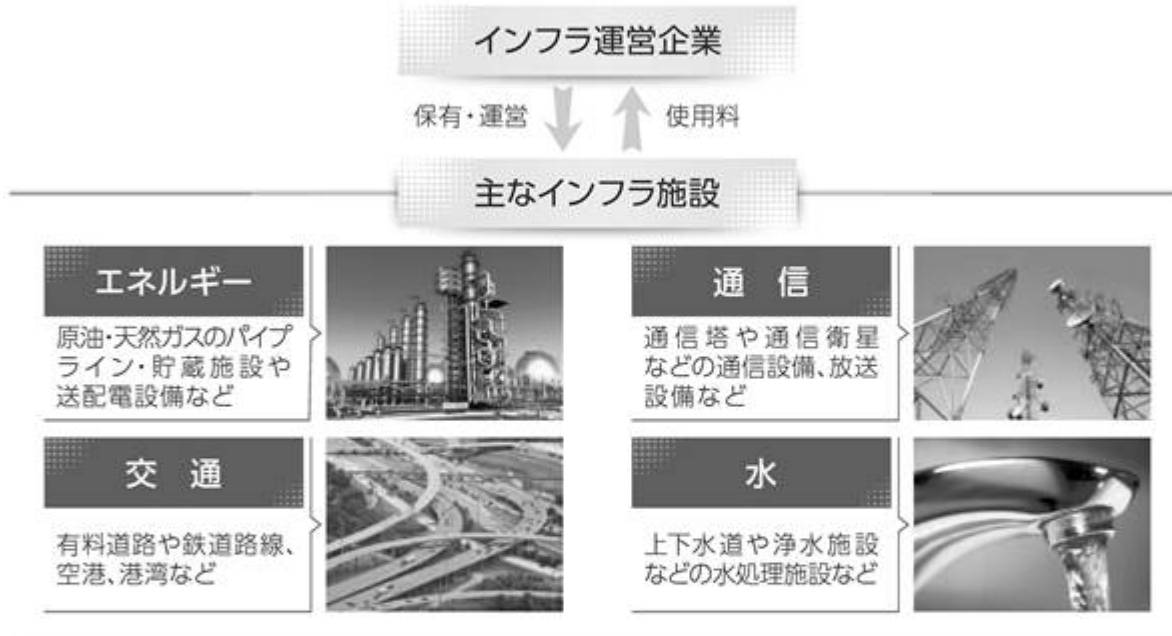 インフラ運営企業
保有・運営
使用料
主なインフラ施設
エネルギー
原油・天然ガスのパイプ
ライン・貯蔵施設や
送配電設備など
通 信
通信塔や通信衛星
などの通信設備、放送
設備など
交 通
有料道路や鉄道路線、
空港、港湾など
水
上下水道や浄水施設
などの水処理施設など